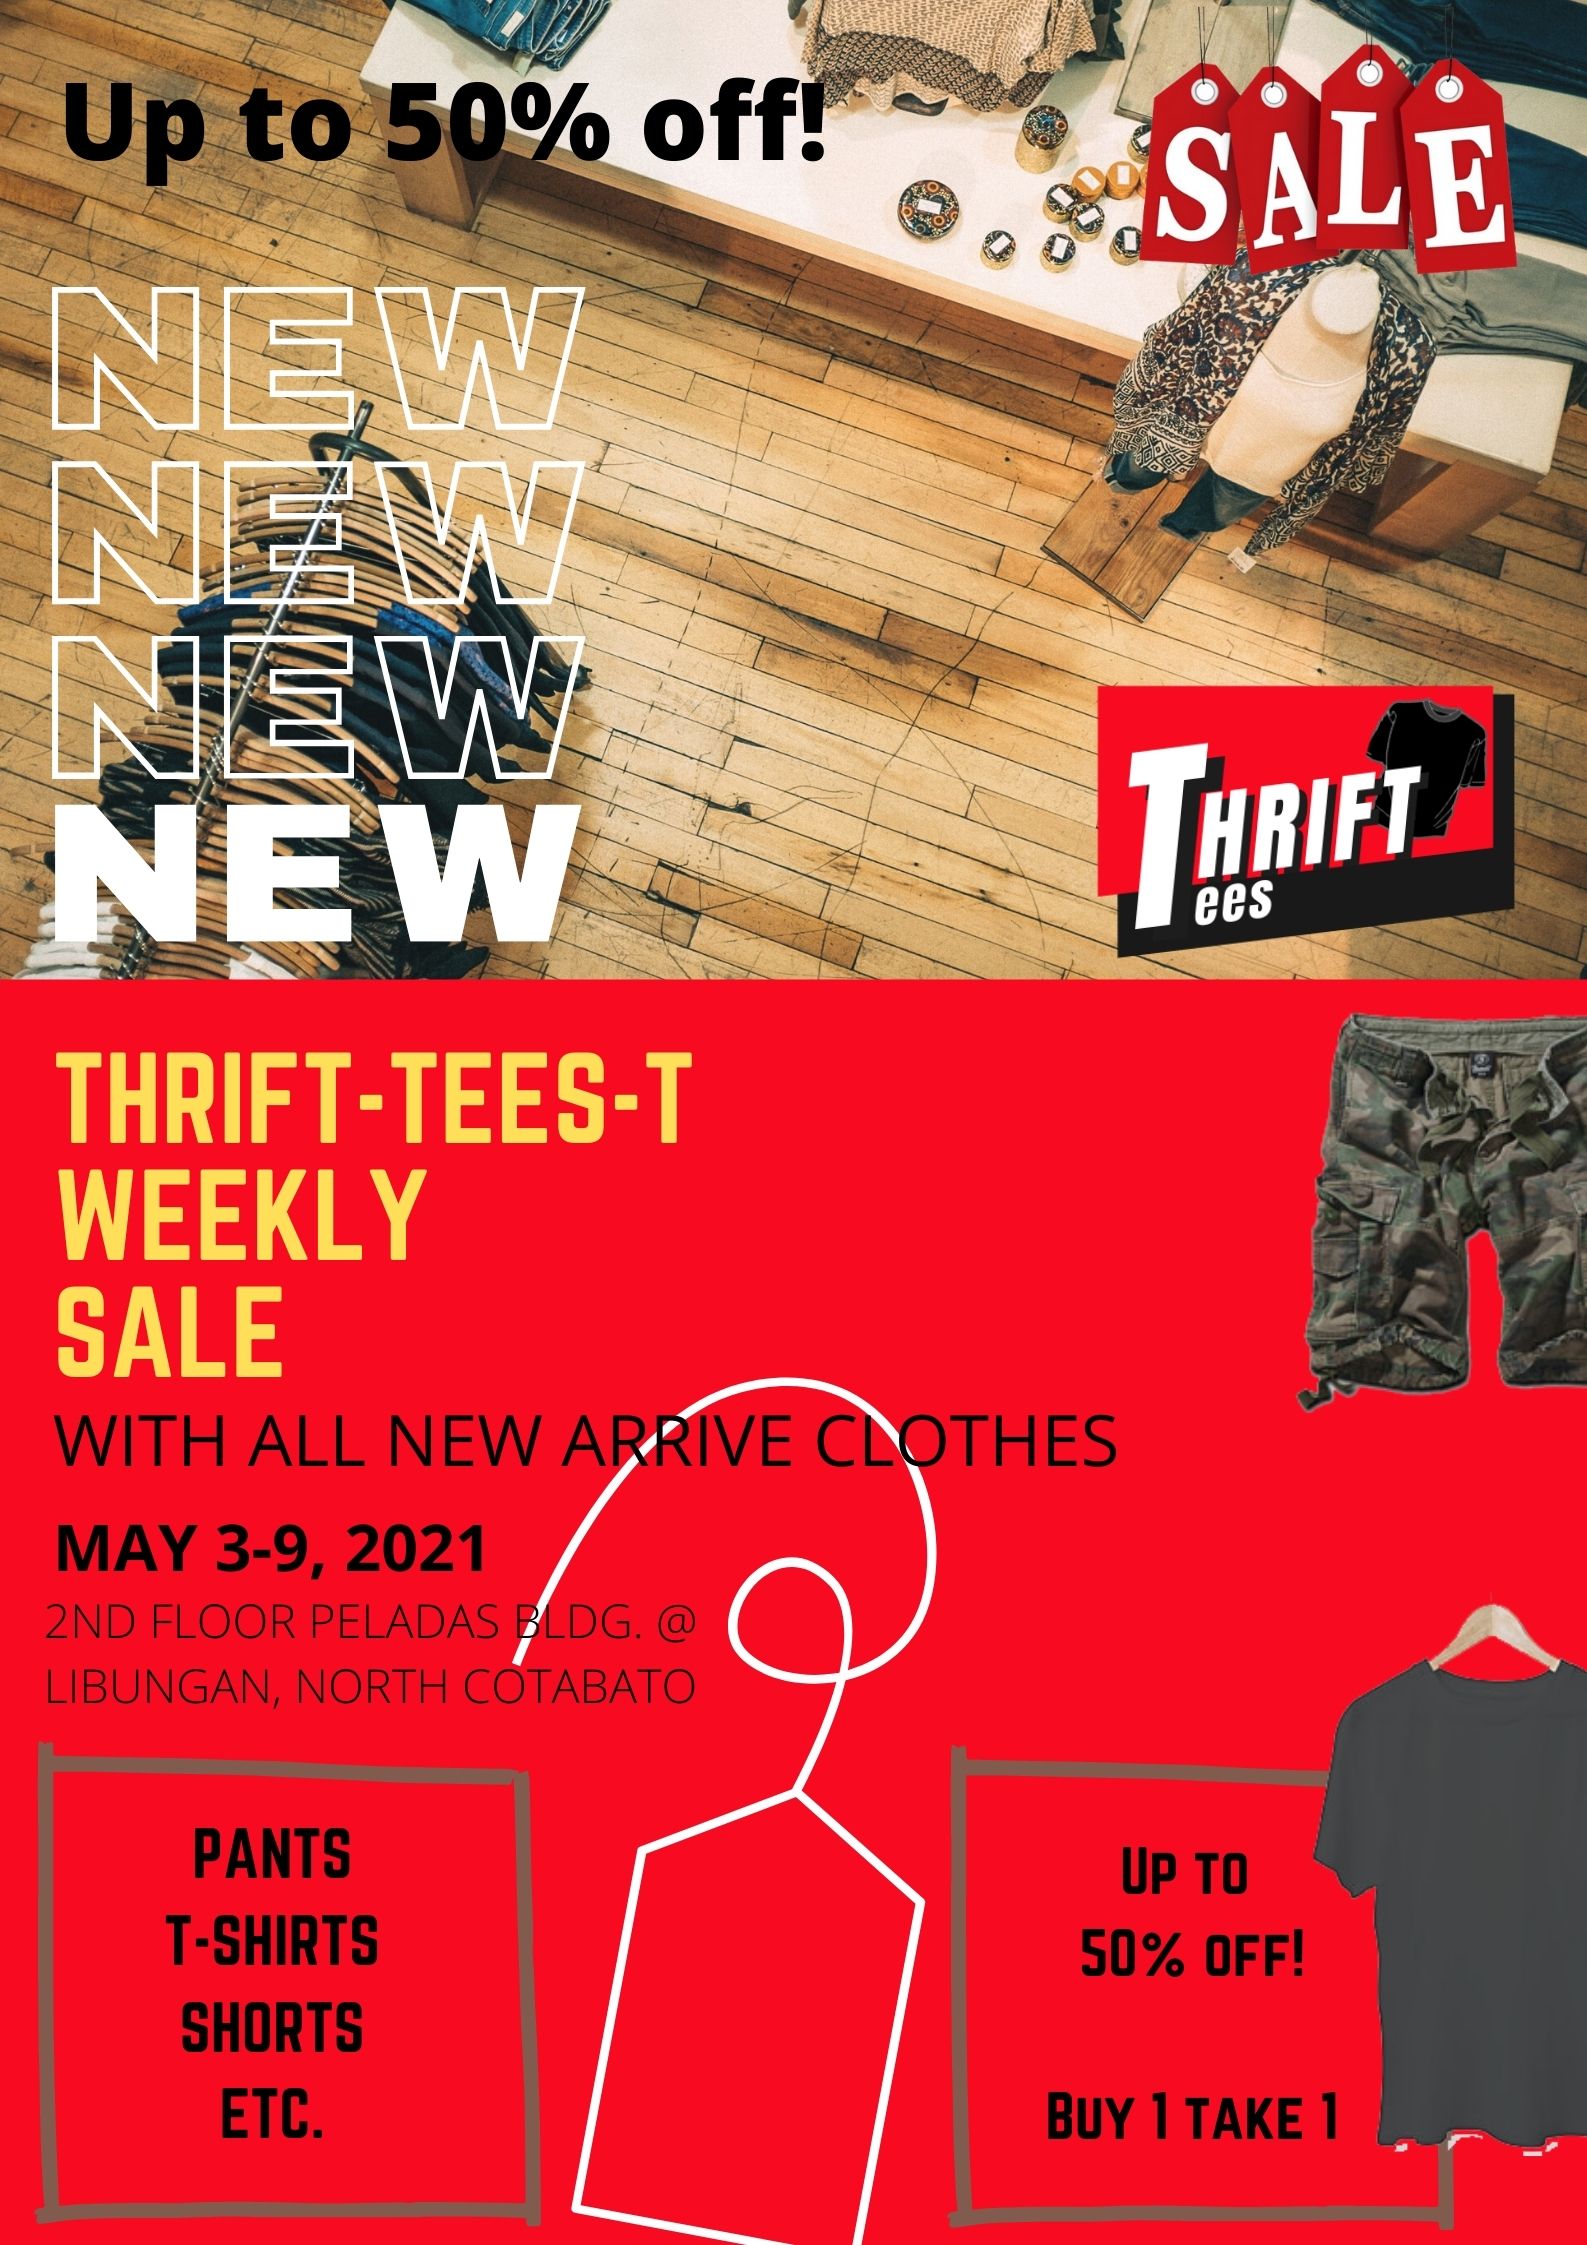 Up to 50% off!
SALE
NEW
NEW
NEW
NEW
THRIFT
ees
THRIFT-TEES-T
WEEKLY
SALE
WITH ALL NEW ARRIVE CLOTHES
MAY 3-9, 2021
2ND FLOOR PELADAS BLDG. @
LIBUNGAN, NORTH COTABATO
PANTS
T-SHIRTS
SHORTS
ETC.
UP TO
50% OFF!
BUY 1 TAKE 1